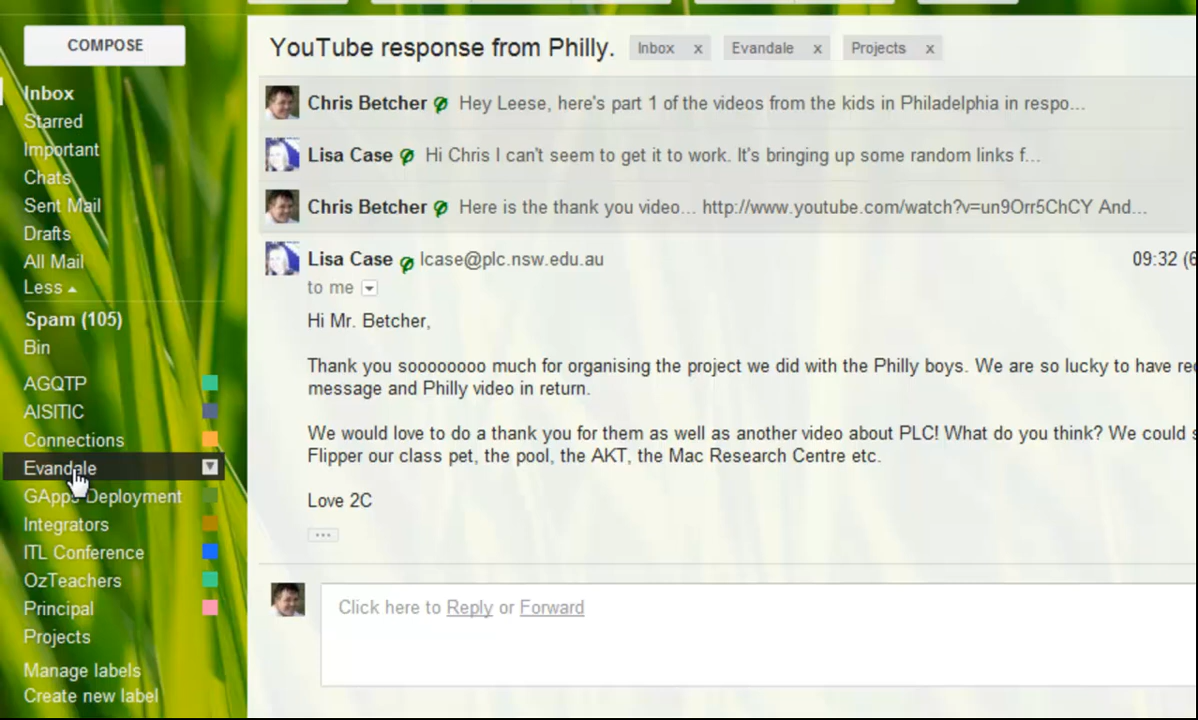 COMPOSE
Inbox
Starred
Important
Chats
Sent Mail
Drafts
All Mail
Less
Spam (105)
Bin
AGQTP
AISITIC
Connections
Evandale
GApps Deployment
Integrators
ITL Conference
OzTeachers
Principal
Projects
Manage labels
Create new label
YouTube response from Philly. Inbox x Evandale x Projects x
Chris Betcher Hey Leese, here's part 1 of the videos from the kids in Philadelphia in respo...
Lisa Case Hi Chris I can't seem to get it to work. It's bringing up some random links f...
Chris Betcher Here is the thank you video... http://www.youtube.com/watch?v=un9Orr5ChCY And...
Lisa Case lcase@plc.nsw.edu.au 09:32 (6
to me
Hi Mr. Betcher,
Thank you soooooooo much for organising the project we did with the Philly boys. We are so lucky to have re
message and Philly video in return.
We would love to do a thank you for them as well as another video about PLC! What do you think? We could s
Flipper our class pet, the pool, the AKT, the Mac Research Centre etc.
Love 2C
...
Click here to Reply or Forward